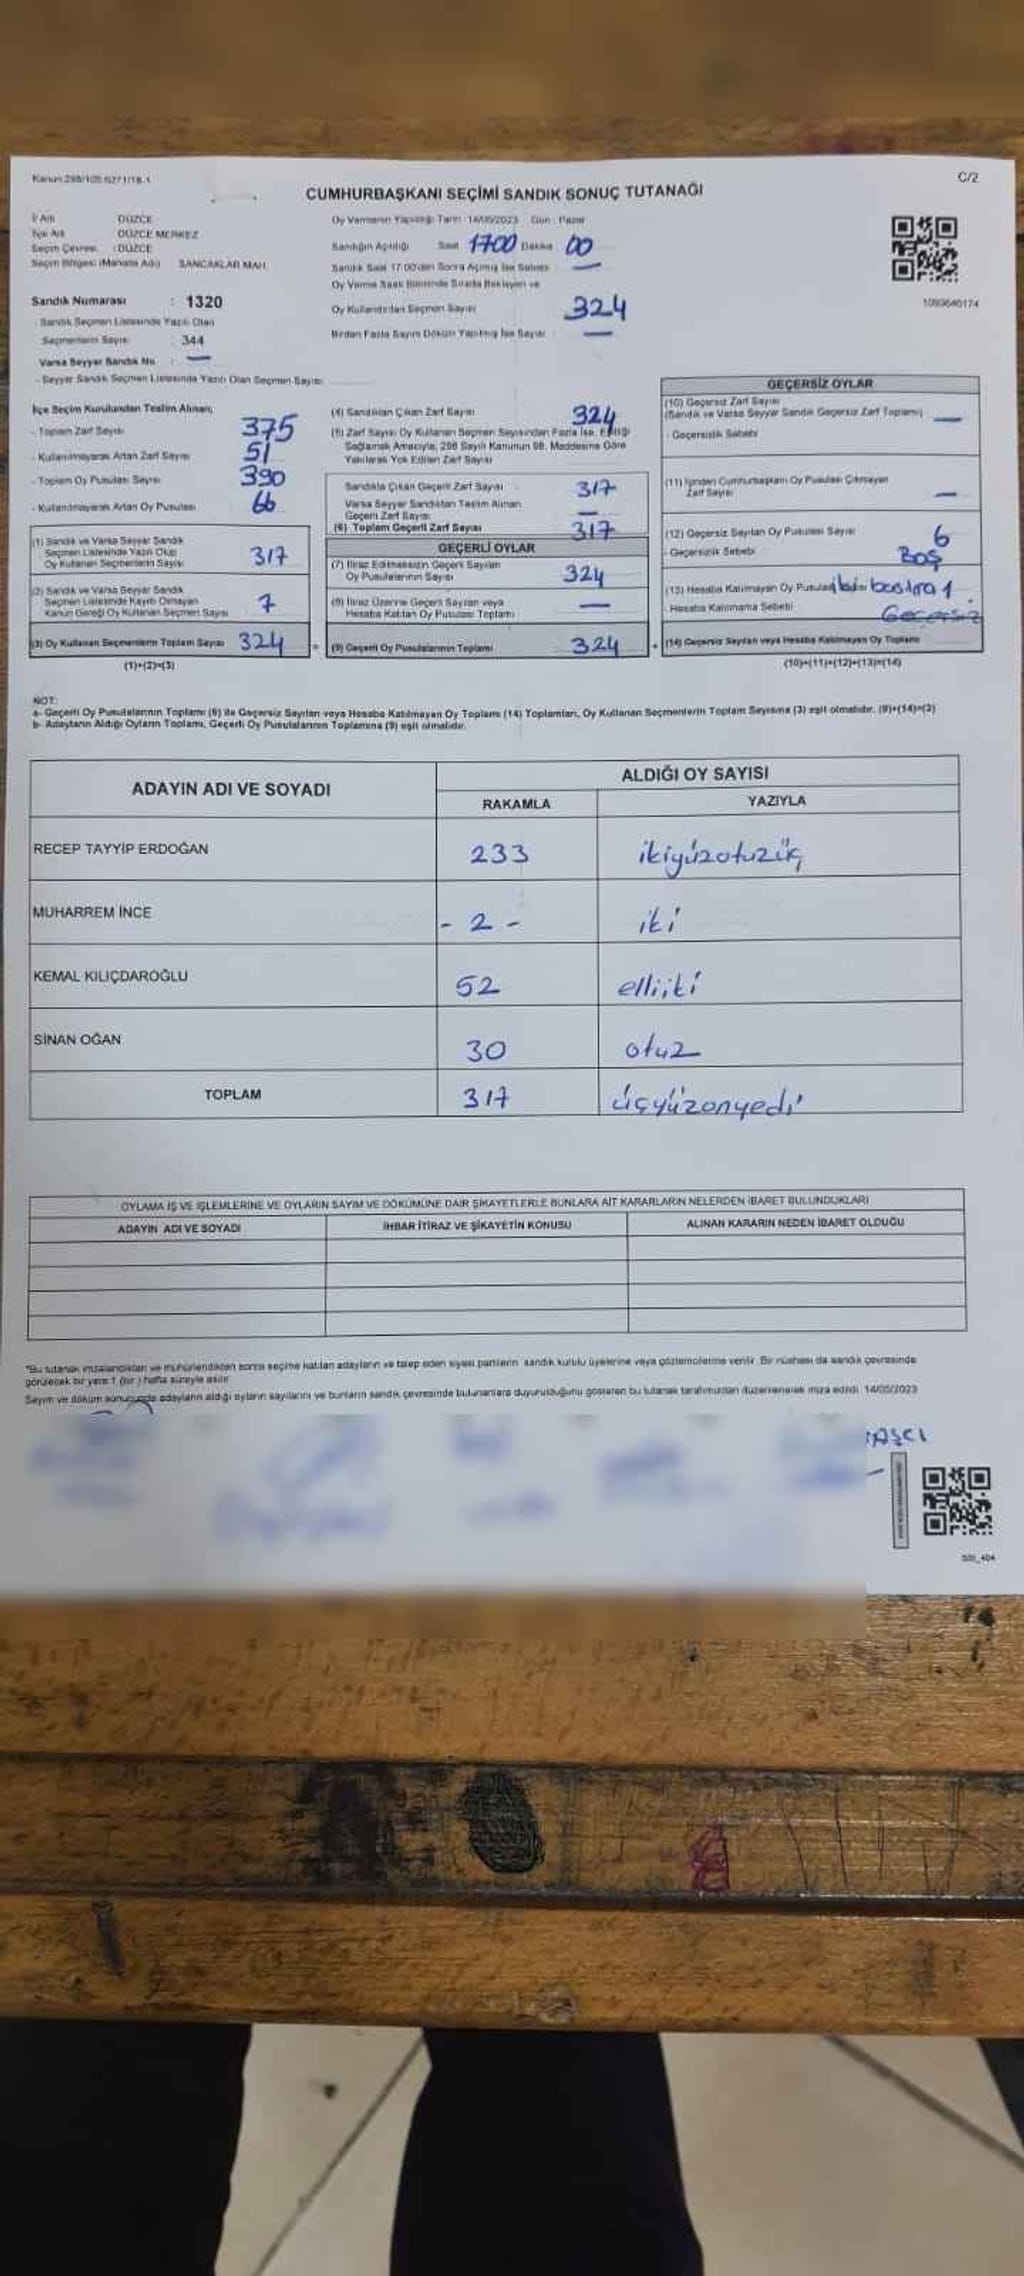 Kanun:298/105.6271/18-1
C/2
CUMHURBAŞKANI SEÇİMİ SANDIK SONUÇ TUTANAĞI
İl Adı DÜZCE
İlçe Adı DÜZCE MERKEZ
Seçim Çevresi : DÜZCE
Seçim Bölgesi (Mahalle Adı) SANCAKLAR MAH.
Sandık Numarası : 1320
- Sandık Seçmen Listesinde Yazılı Olan
Seçmenlerin Sayısı : 344
Varsa Seyyar Sandık No : —
- Seyyar Sandık Seçmen Listesinde Yazılı Olan Seçmen Sayısı
Oy Vermenin Yapıldığı Tarih : 14/05/2023 Gün : Pazar
Sandığın Açıldığı Saat 1700 Dakika 00
Sandık Saat 17:00'den Sonra Açılmış İse Sebebi —
Oy Verme Saati Bitiminde Sırada Bekleyen ve
Oy Kullandırılan Seçmen Sayısı 324
Birden Fazla Sayım Döküm Yapılmış İse Sayısı —
1093640174
İlçe Seçim Kurulundan Teslim Alınan;
- Toplam Zarf Sayısı 375
- Kullanılmayarak Artan Zarf Sayısı 51
- Toplam Oy Pusulası Sayısı 390
- Kullanılmayarak Artan Oy Pusulası 66
(1) Sandık ve Varsa Seyyar Sandık
Seçmen Listesinde Yazılı Olup
Oy Kullanan Seçmenlerin Sayısı 317
(2) Sandık ve Varsa Seyyar Sandık
Seçmen Listesinde Kayıtlı Olmayan
Kanun Gereği Oy Kullanan Seçmen Sayısı 7
(3) Oy Kullanan Seçmenlerin Toplam Sayısı 324
(1)+(2)=(3)
(4) Sandıktan Çıkan Zarf Sayısı 324
(5) Zarf Sayısı Oy Kullanan Seçmen Sayısından Fazla İse, Eşitliği
Sağlamak Amacıyla, 298 Sayılı Kanunun 98. Maddesine Göre
Yakılarak Yok Edilen Zarf Sayısı
Sandıkta Çıkan Geçerli Zarf Sayısı 317
Varsa Seyyar Sandıktan Teslim Alınan
Geçerli Zarf Sayısı —
(6) Toplam Geçerli Zarf Sayısı 317
GEÇERLİ OYLAR
(7) İtiraz Edilmeksizin Geçerli Sayılan
Oy Pusulalarının Sayısı 324
(8) İtiraz Üzerine Geçerli Sayılan veya
Hesaba Katılan Oy Pusulası Toplamı —
(9) Geçerli Oy Pusulalarının Toplamı 324
GEÇERSİZ OYLAR
(10) Geçersiz Zarf Sayısı
(Sandık ve Varsa Seyyar Sandık Geçersiz Zarf Toplamı) —
- Geçersizlik Sebebi
(11) İçinden Cumhurbaşkanı Oy Pusulası Çıkmayan
Zarf Sayısı —
(12) Geçersiz Sayılan Oy Pusulası Sayısı 6
- Geçersizlik Sebebi BOŞ
(13) Hesaba Katılmayan Oy Pusulası 1
- Hesaba Katılmama Sebebi Geçersiz
(14) Geçersiz Sayılan veya Hesaba Katılmayan Oy Toplamı
(10)+(11)+(12)+(13)=(14)
NOT:
a- Geçerli Oy Pusulalarının Toplamı (9) ile Geçersiz Sayılan veya Hesaba Katılmayan Oy Toplamı (14) Toplamları, Oy Kullanan Seçmenlerin Toplam Sayısına (3) eşit olmalıdır. (9)+(14)=(3)
b- Adayların Aldığı Oyların Toplamı, Geçerli Oy Pusulalarının Toplamına (9) eşit olmalıdır.
ADAYIN ADI VE SOYADI
ALDIĞI OY SAYISI
RAKAMLA YAZIYLA
RECEP TAYYİP ERDOĞAN 233 ikiyüzotuzüç
MUHARREM İNCE - 2 - iki
KEMAL KILIÇDAROĞLU 52 elliiki
SİNAN OĞAN 30 otuz
TOPLAM 317 üçyüzonyedi
OYLAMA İŞ VE İŞLEMLERİNE VE OYLARIN SAYIM VE DÖKÜMÜNE DAİR ŞİKAYETLERLE BUNLARA AİT KARARLARIN NELERDEN İBARET BULUNDUKLARI
ADAYIN ADI VE SOYADI İHBAR İTİRAZ VE ŞİKAYETİN KONUSU ALINAN KARARIN NEDEN İBARET OLDUĞU
*Bu tutanak imzalandıktan ve mühürlendikten sonra seçime katılan adayların ve talep eden siyasi partilerin sandık kurulu üyelerine veya gözlemcilerine verilir. Bir nüshası da sandık çevresinde
görülecek bir yere 1 (bir ) hafta süreyle asılır.
Sayım ve döküm sonucunda adayların aldığı oyların sayılarını ve bunların sandık çevresinde bulunanlara duyurulduğunu gösteren bu tutanak tarafımızdan düzenlenerek imza edildi. 14/05/2023
TAŞCI